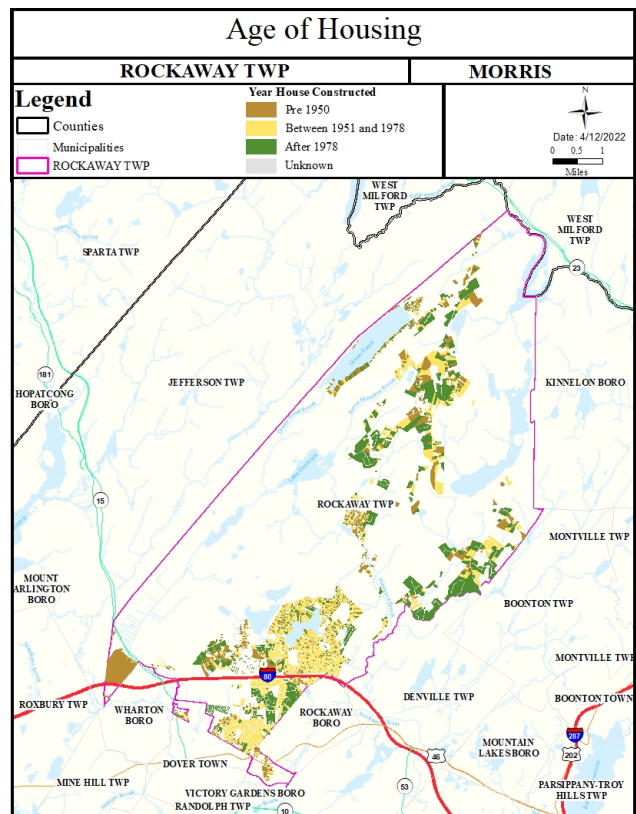 Age of Housing
ROCKAWAY TWP
MORRIS
Legend
Counties
Municipalities
ROCKAWAY TWP
Year House Constructed
Pre 1950
Between 1951 and 1978
After 1978
Unknown
N
Date: 4/12/2022
0 0.5 1
Miles
WEST
MILFORD
TWP
WEST
MILFORD
TWP
SPARTA TWP
23
181
JEFFERSON TWP
KINNELON BORO
HOPATCONG
BORO
15
ROCKAWAY TWP
MONTVILLE TWP
MOUNT
ARLINGTON
BORO
BOONTON TWP
MONTVILLE TWP
80
ROXBURY TWP
WHARTON
BORO
ROCKAWAY
BORO
DENVILLE TWP
BOONTON TOWN
287
202
MOUNTAIN
LAKES BORO
46
DOVER TOWN
MINE HILL TWP
53
PARSIPPANY-TROY
HILLS TWP
VICTORY GARDENS BORO
RANDOLPH TWP
10